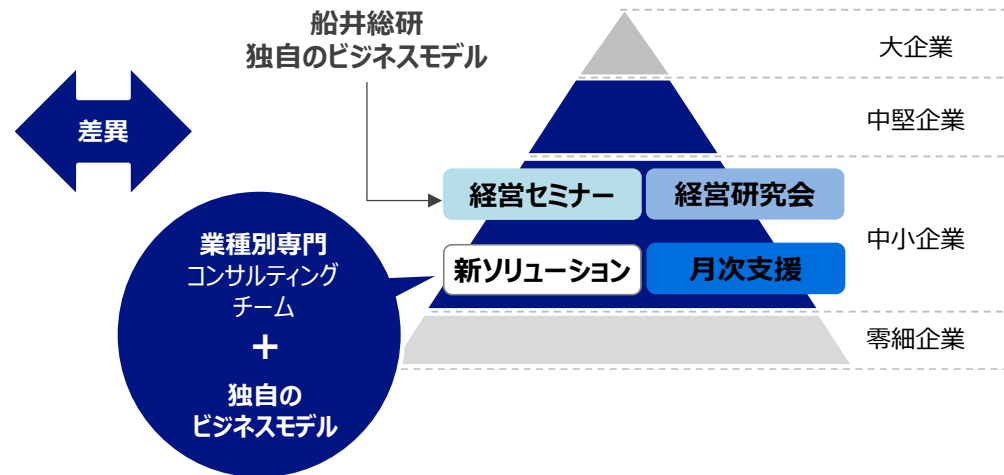 船井総研
独自のビジネスモデル
差異
大企業
中堅企業
経営セミナー
経営研究会
中小企業
新ソリューション
月次支援
零細企業
業種別専門
コンサルティング
チーム
+
独自の
ビジネスモデル